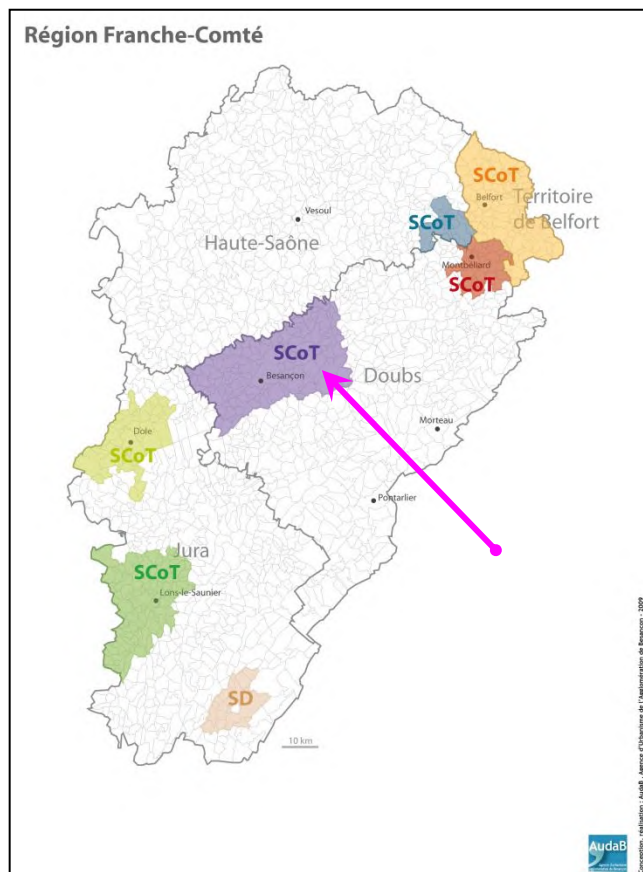 Région Franche-Comté
SCoT
Belfort
Territoire
de Belfort
SCoT
Vesoul
Haute-Saône
Montbéliard
SCoT
SCoT
Besançon
Doubs
Dole
SCoT
Morteau
Pontarlier
Jura
SCoT
Lons-le-Saunier
SD
10 km
Conception, réalisation : AudaB, Agence d'Urbanisme de l'Agglomération de Besançon - 2009
AudaB